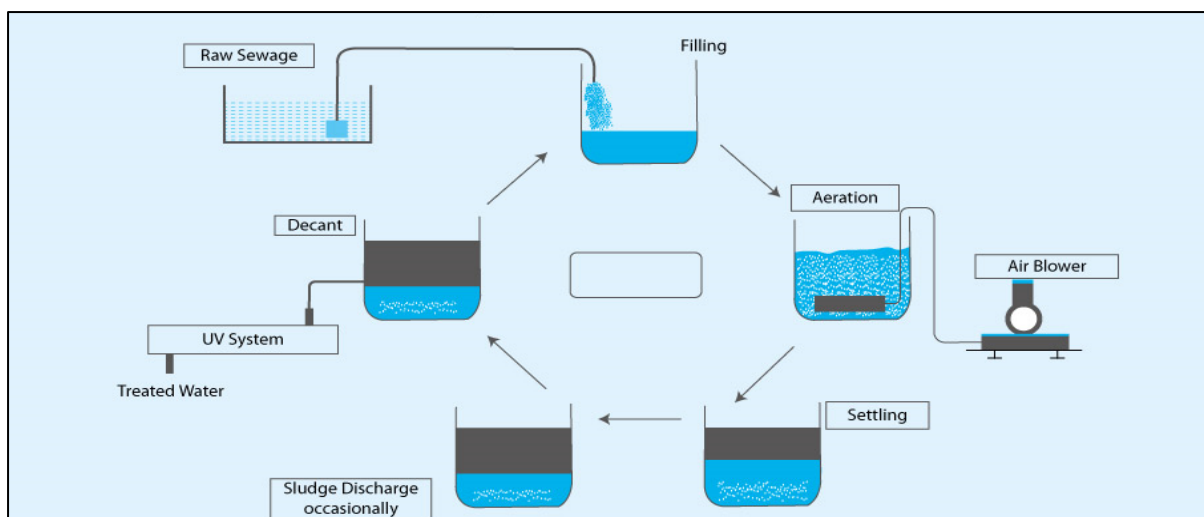 Raw Sewage
Filling
Aeration
Decant
Air Blower
UV System
Treated Water
Settling
Sludge Discharge
occasionally